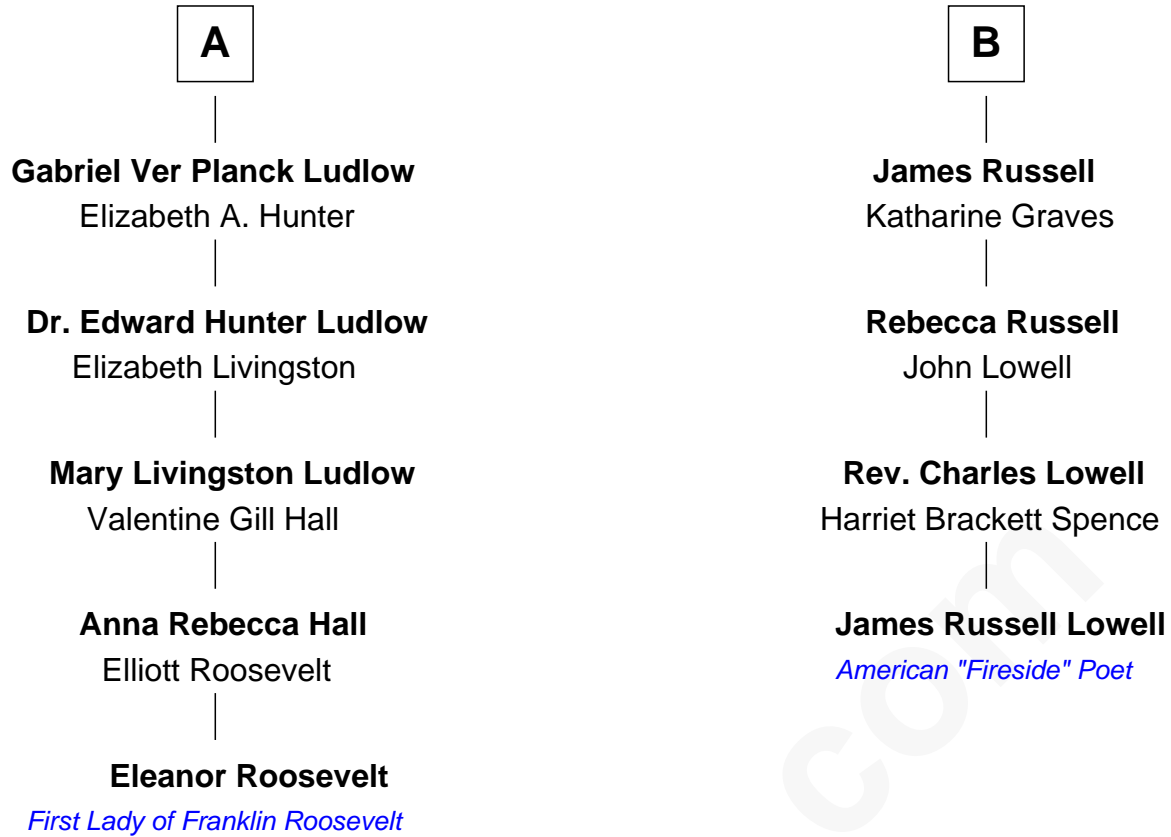 A
Gabriel Ver Planck Ludlow
Elizabeth A. Hunter
Dr. Edward Hunter Ludlow
Elizabeth Livingston
Mary Livingston Ludlow
Valentine Gill Hall
Anna Rebecca Hall
Elliott Roosevelt
Eleanor Roosevelt
First Lady of Franklin Roosevelt
B
James Russell
Katharine Graves
Rebecca Russell
John Lowell
Rev. Charles Lowell
Harriet Brackett Spence
James Russell Lowell
American "Fireside" Poet
com